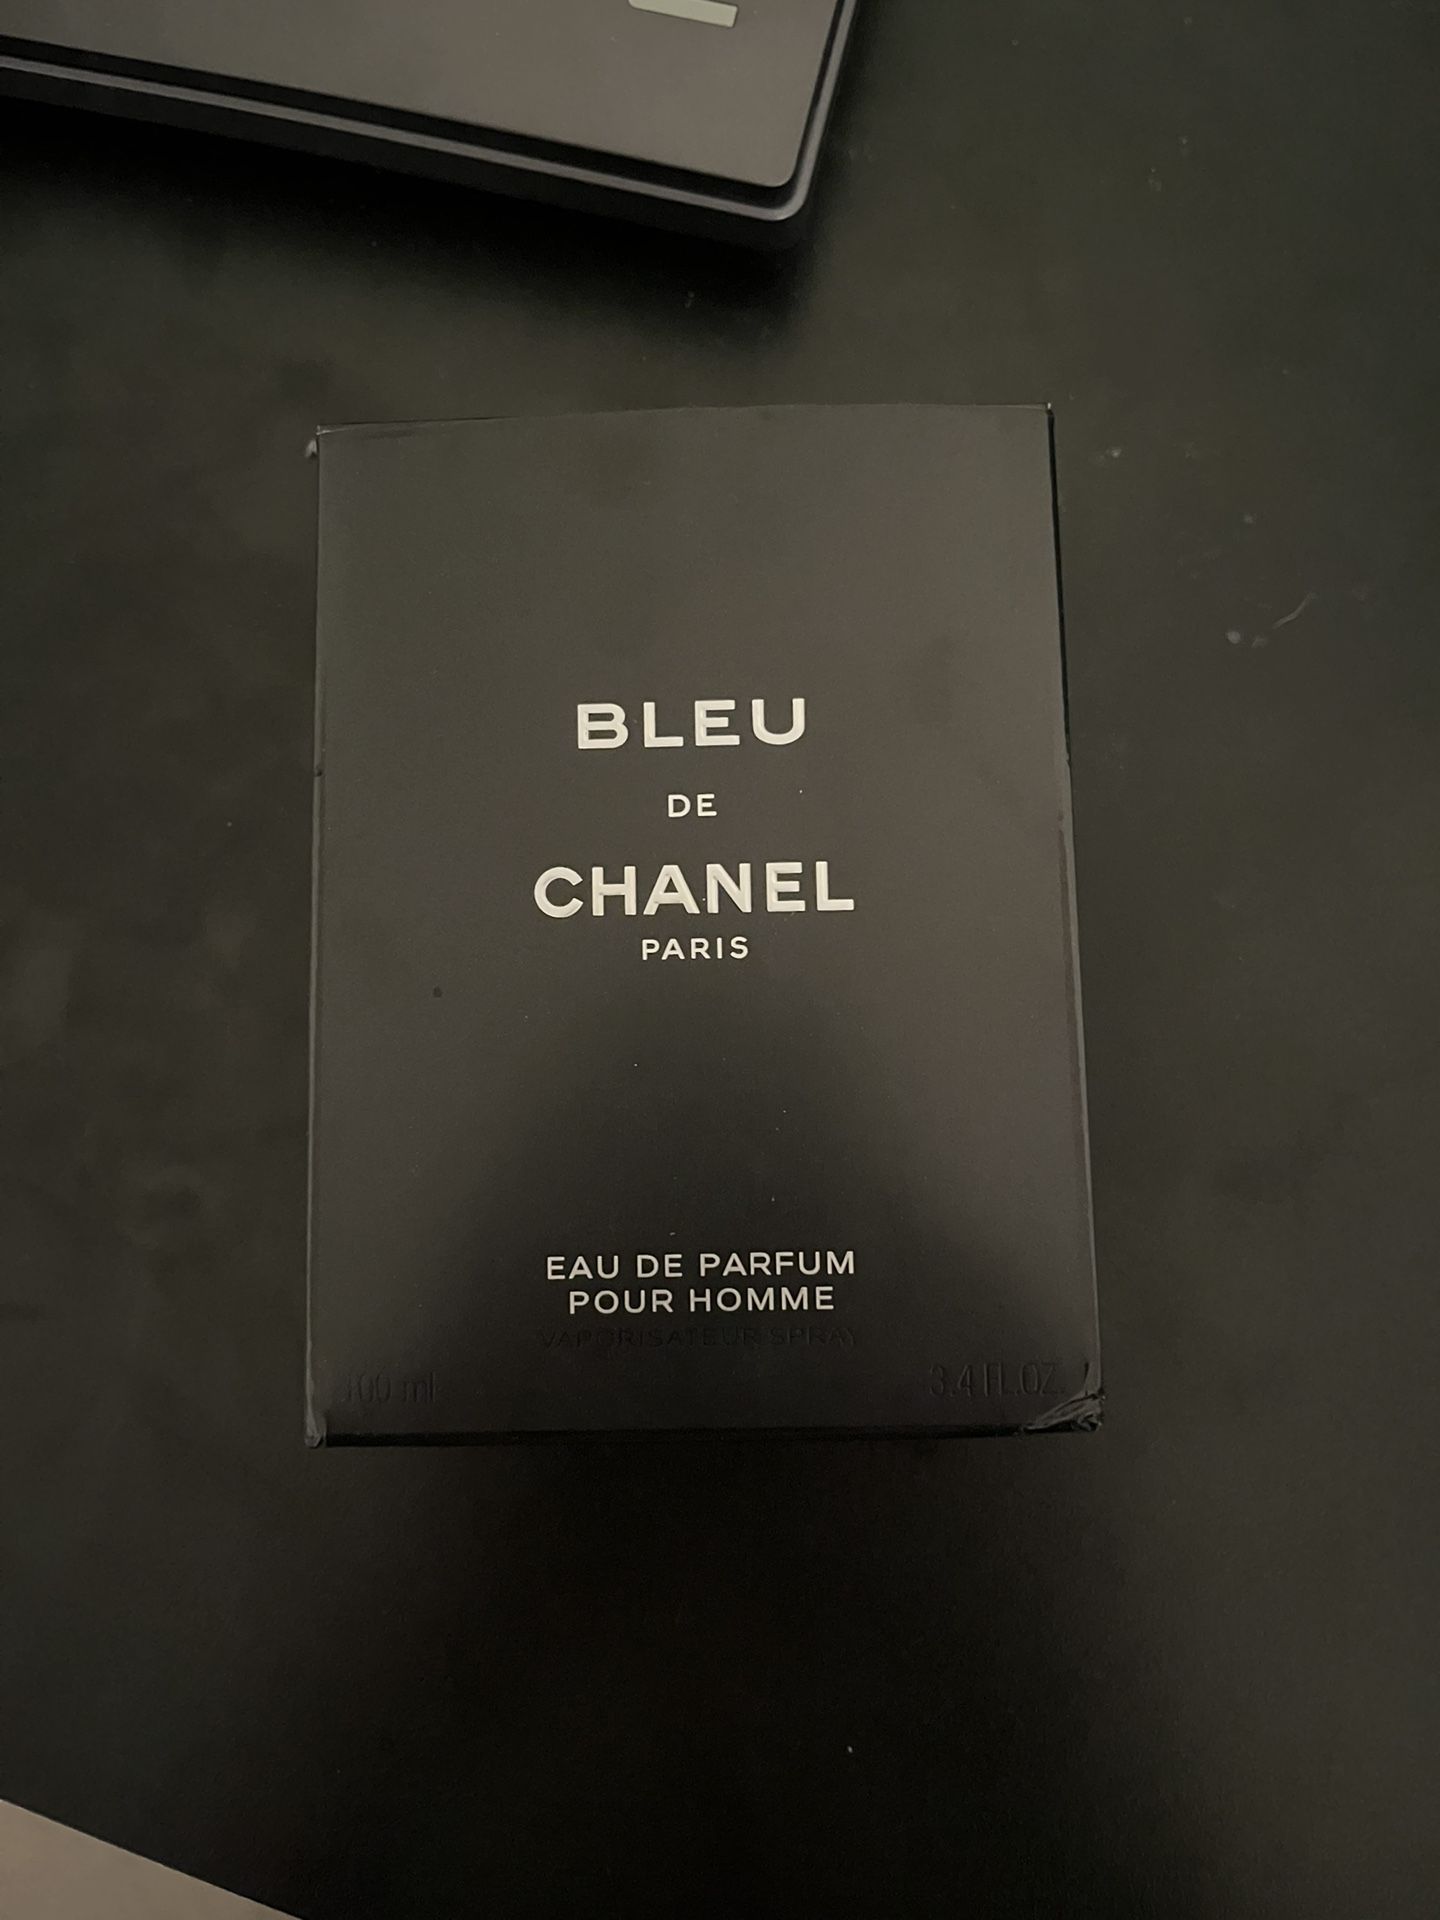 BLEU
DE
CHANEL
PARIS
EAU DE PARFUM
POUR HOMME
VAPORISATEUR SPRAY
100 ml
3.4 FL.OZ.